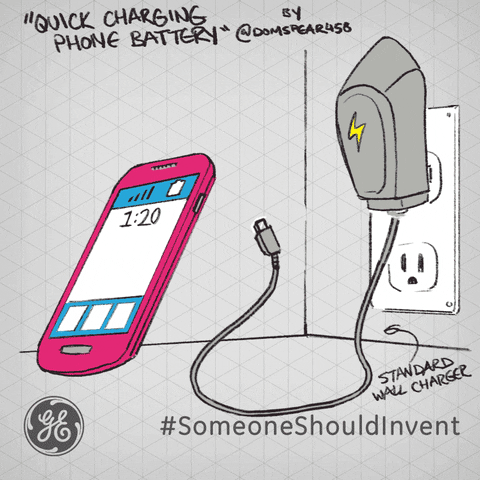 "QUICK CHARGING
PHONE BATTERY"
BY
@DOMSPEAR458
1:20
STANDARD
WALL CHARGER
GE
#SomeoneShouldInvent